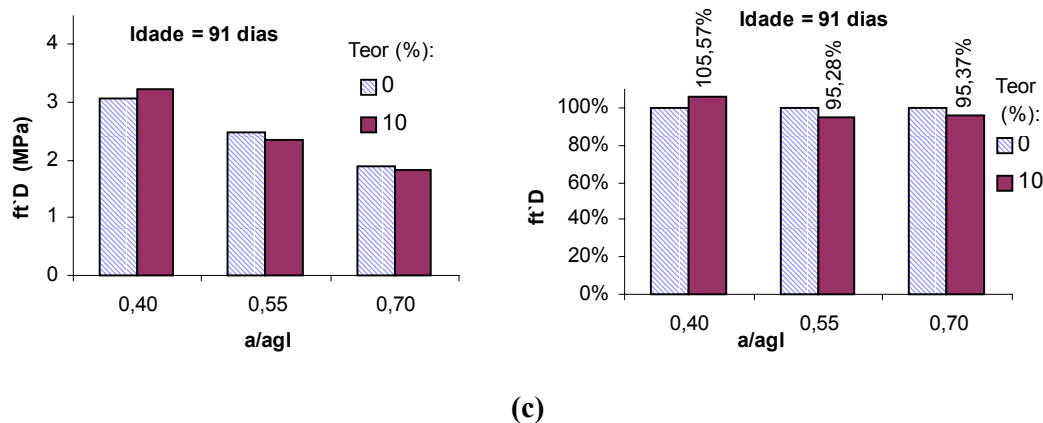 Idade = 91 dias
Teor (%):
0
10
ft`D (MPa)
4
3
2
1
0
0,40 0,55 0,70
a/agl
Idade = 91 dias
105,57%
95,28%
95,37%
Teor
(%):
0
10
ft`D
100%
80%
60%
40%
20%
0%
0,40 0,55 0,70
a/agl
(c)